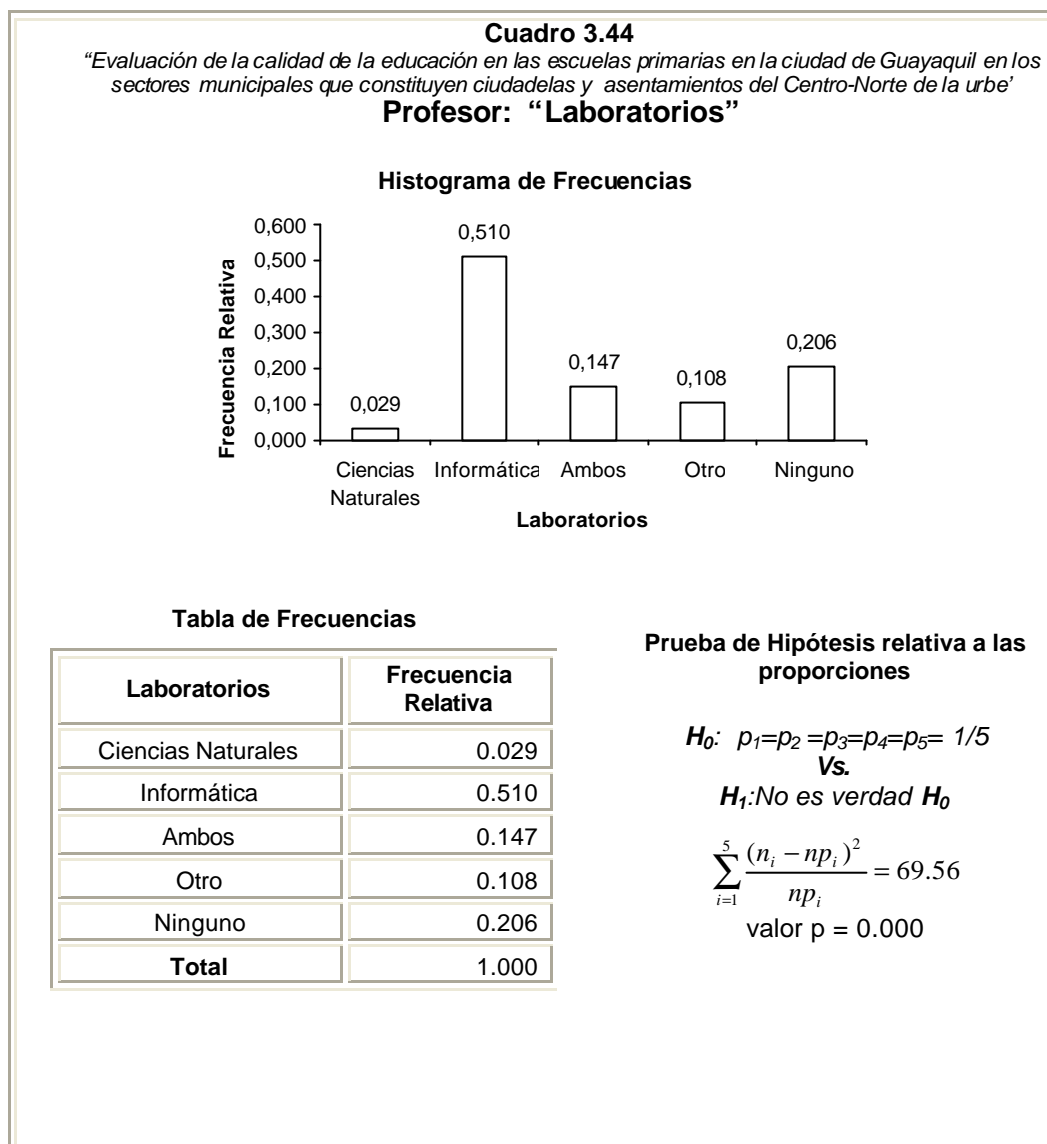 Cuadro 3.44
“Evaluación de la calidad de la educación en las escuelas primarias en la ciudad de Guayaquil en los
sectores municipales que constituyen ciudadelas y asentamientos del Centro-Norte de la urbe’
Profesor: “Laboratorios”
Histograma de Frecuencias
Frecuencia Relativa
0,600
0,500
0,400
0,300
0,200
0,100
0,000
0,029
0,510
0,147
0,108
0,206
Ciencias Naturales
Informática
Ambos
Otro
Ninguno
Laboratorios
Tabla de Frecuencias
Laboratorios Frecuencia Relativa
Ciencias Naturales 0.029
Informática 0.510
Ambos 0.147
Otro 0.108
Ninguno 0.206
Total 1.000
Prueba de Hipótesis relativa a las
proporciones
H₀: p₁=p₂ =p₃=p₄=p₅= 1/5
Vs.
H₁:No es verdad H₀
∑_{i=1}^{5} (n_i − np_i)² / np_i = 69.56
valor p = 0.000